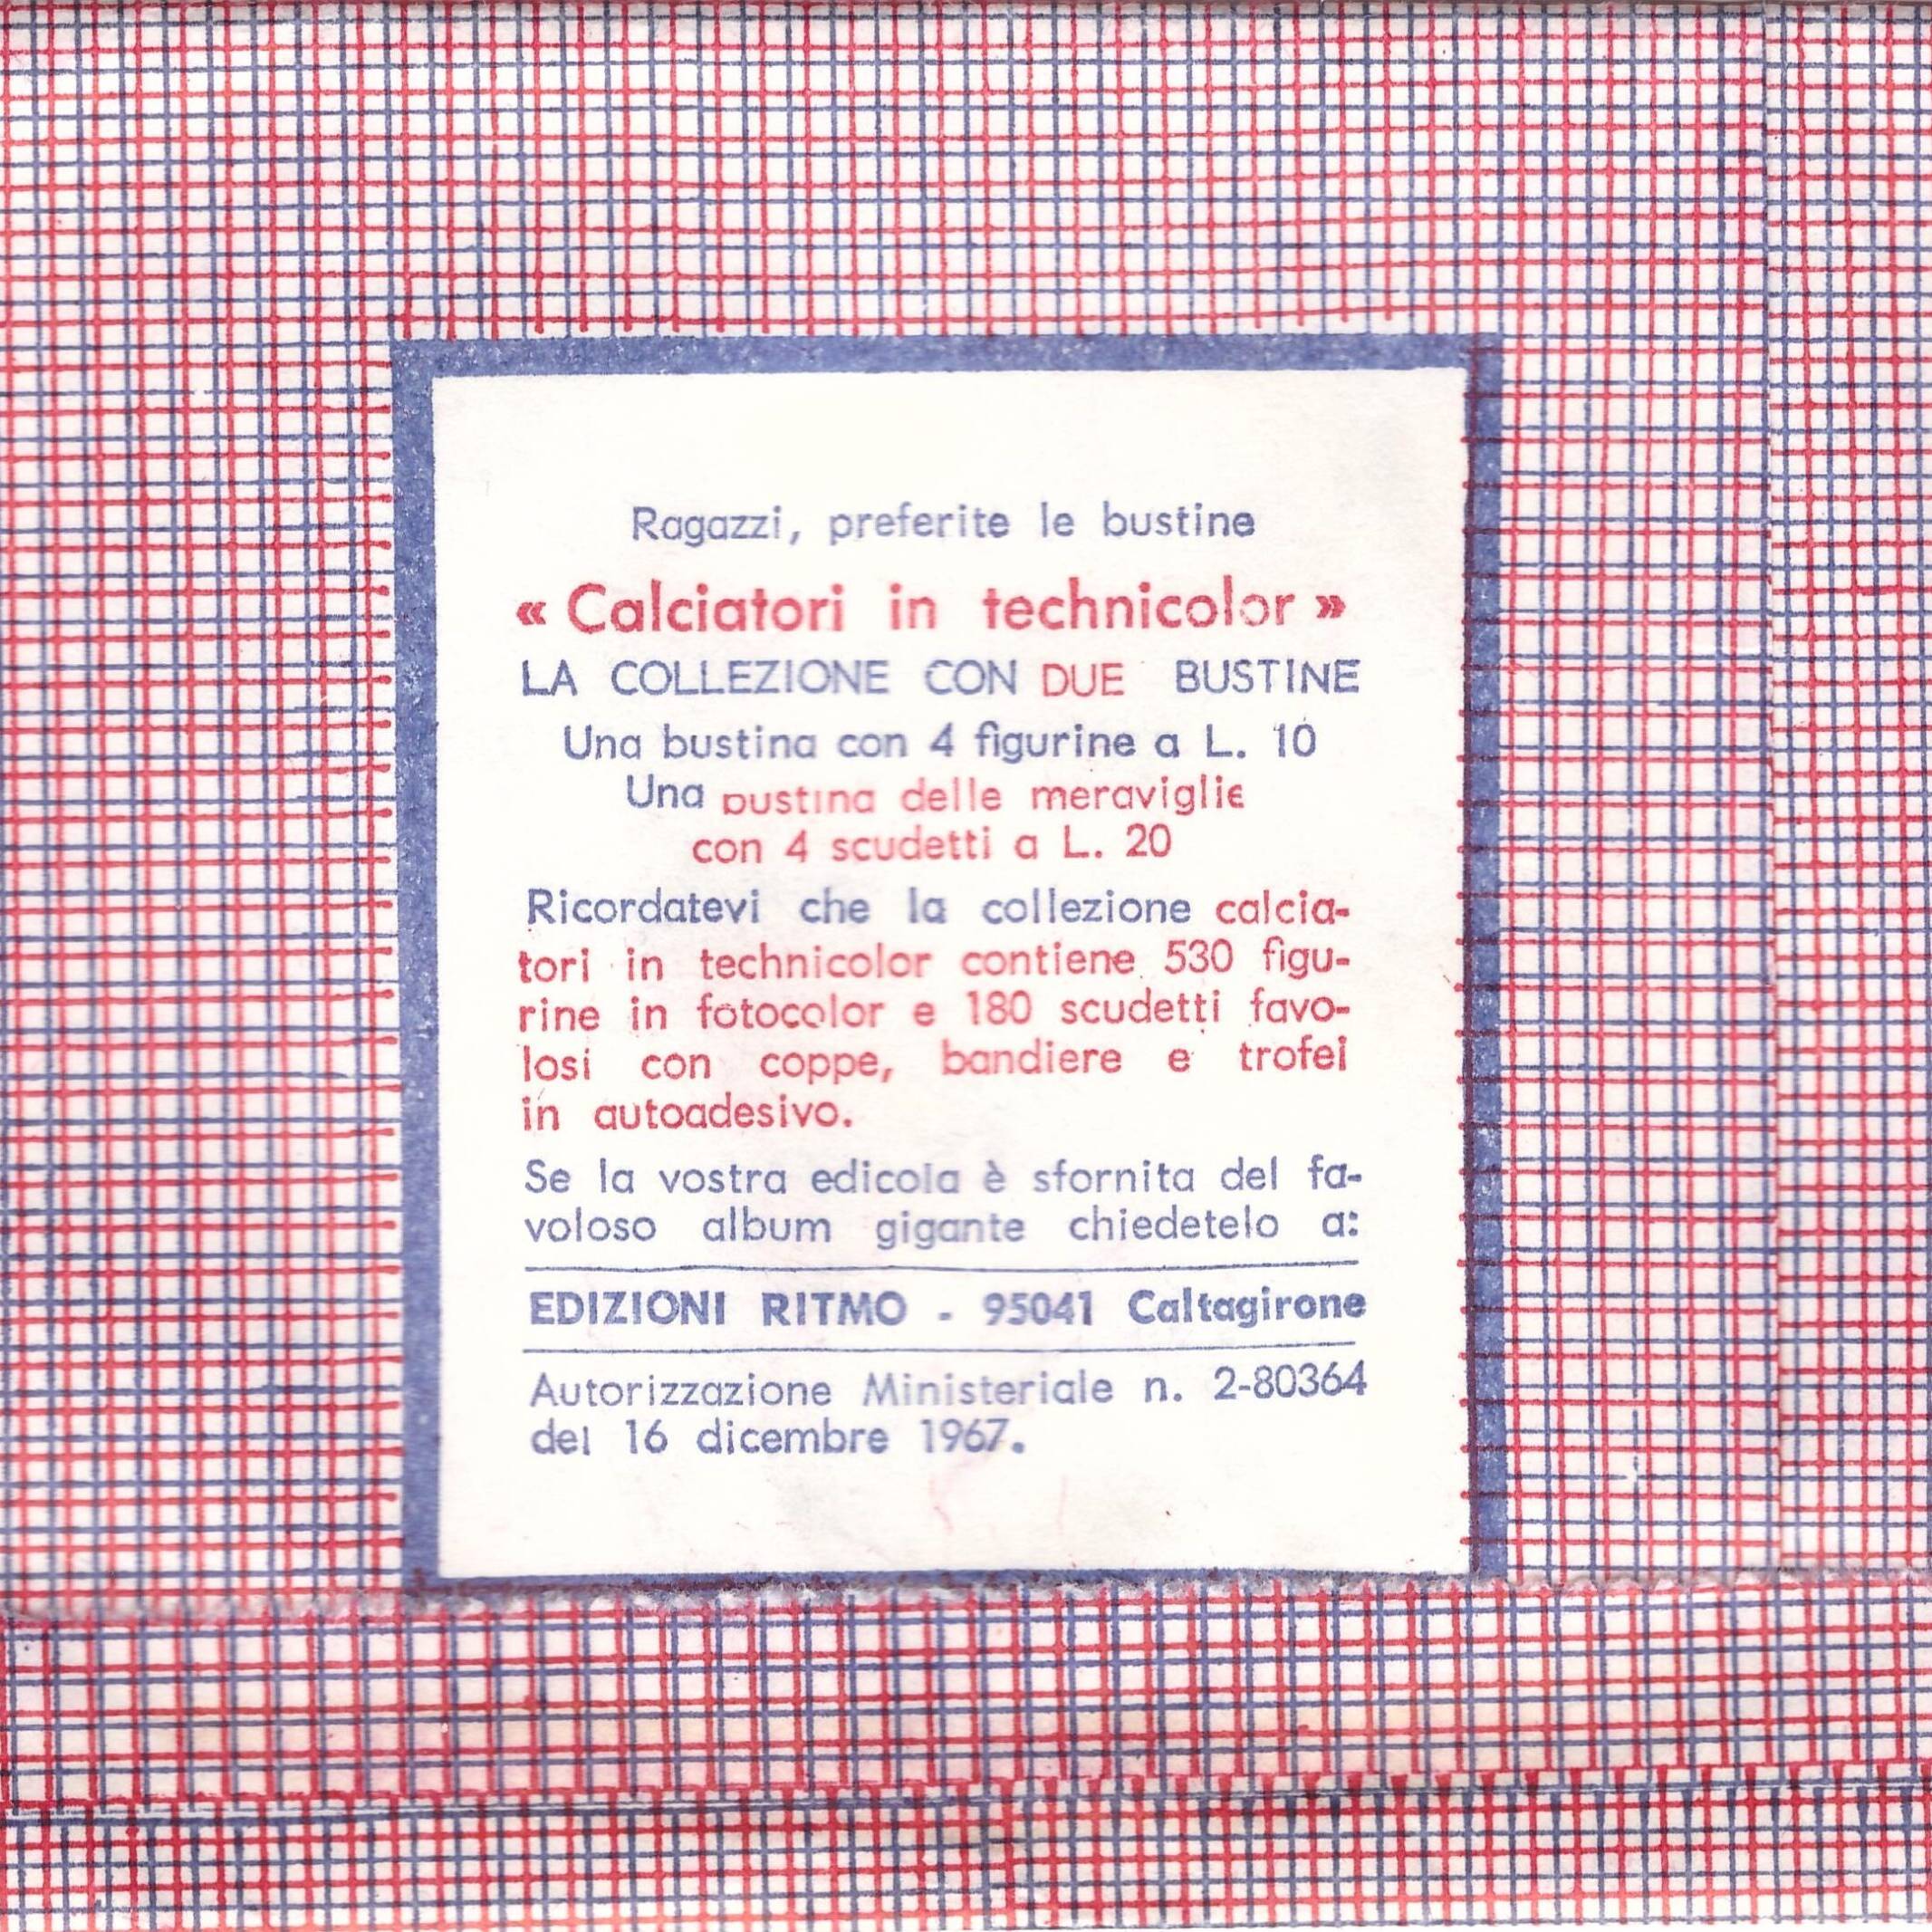 Ragazzi, preferite le bustine
« Calciatori in technicolor »
LA COLLEZIONE CON DUE BUSTINE
Una bustina con 4 figurine a L. 10
Una bustina delle meraviglie
con 4 scudetti a L. 20
Ricordatevi che la collezione calcia-
tori in technicolor contiene 530 figu-
rine in fotocolor e 180 scudetti favo-
losi con coppe, bandiere e trofei
in autoadesivo.
Se la vostra edicola è sfornita del fa-
voloso album gigante chiedetelo a:
EDIZIONI RITMO - 95041 Caltagirone
Autorizzazione Ministeriale n. 2-80364
del 16 dicembre 1967.